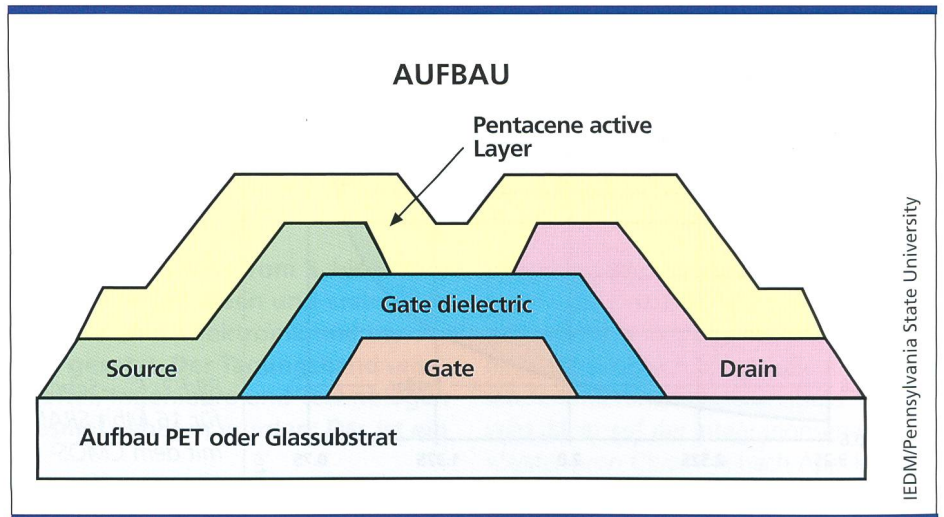 AUFBAU
Pentacene active
Layer
Gate dielectric
Source
Gate
Drain
Aufbau PET oder Glassubstrat
IEDM/Pennsylvania State University